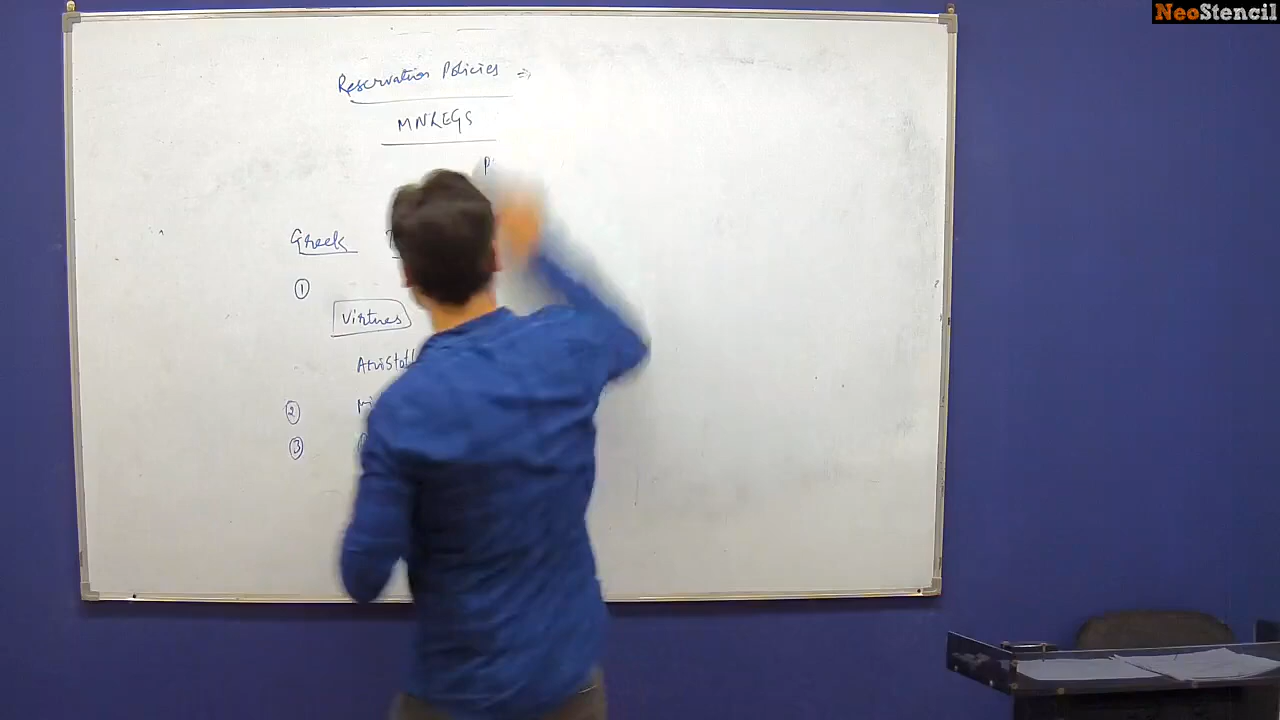 NeoStencil
Reservation Policies ⇒
MNREGS
P
Greek
①
Virtues
Aristotl
②
③